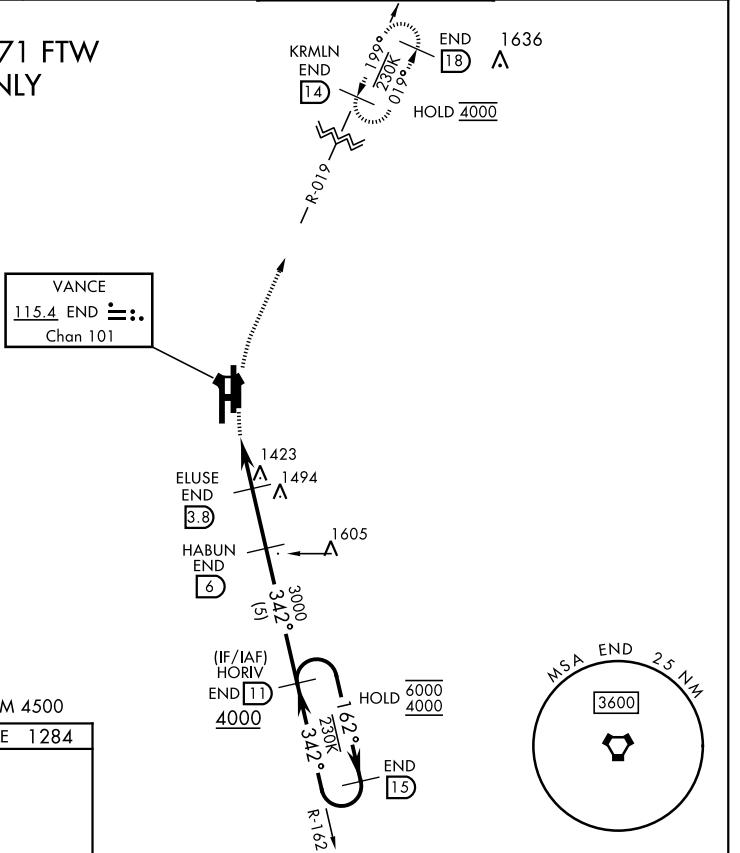 71 FTW
NLY
KRMLN
END
14
199°
230K
019°
END
18
1636
HOLD 4000
R-019
VANCE
115.4 END
Chan 101
1423
1494
ELUSE
END
3.8
1605
HABUN
END
6
3000
342°
(5)
(IF/IAF)
HORIV
END 11
4000
HOLD 6000
4000
162°
230K
342°
END
15
R-162
MSA END 25 NM
3600
M 4500
E 1284